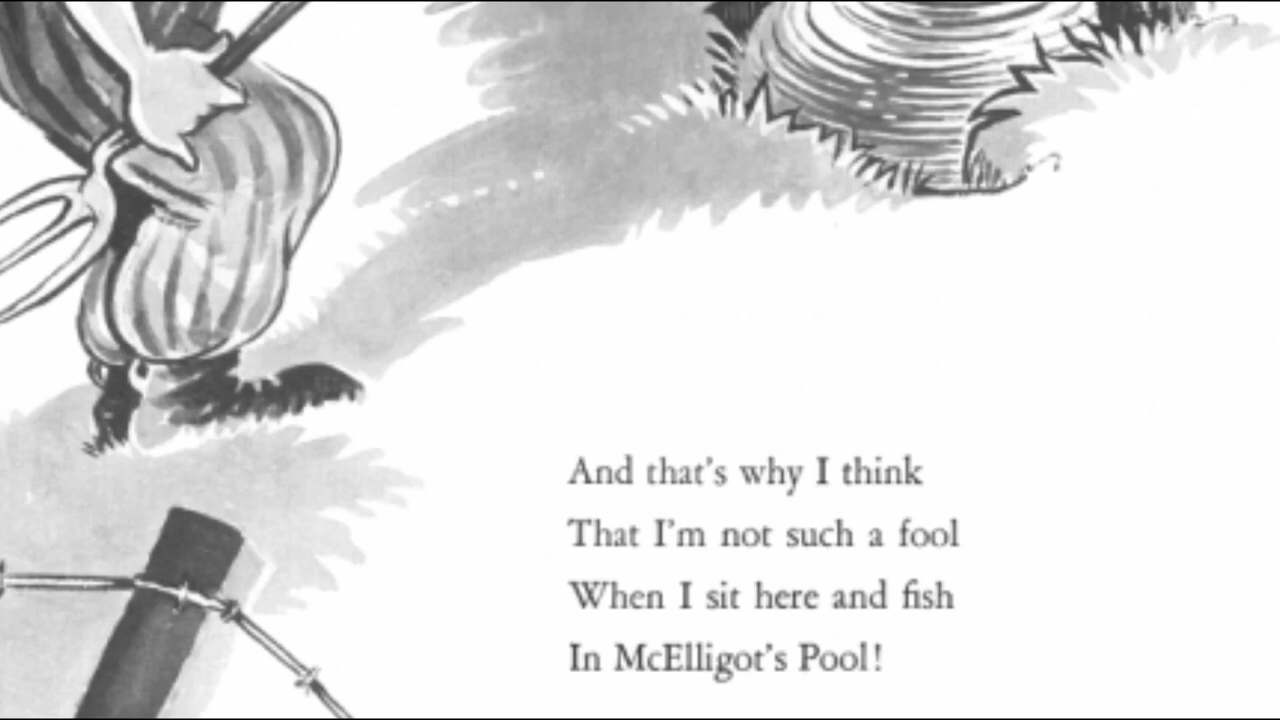 And that's why I think
That I'm not such a fool
When I sit here and fish
In McElligot's Pool!